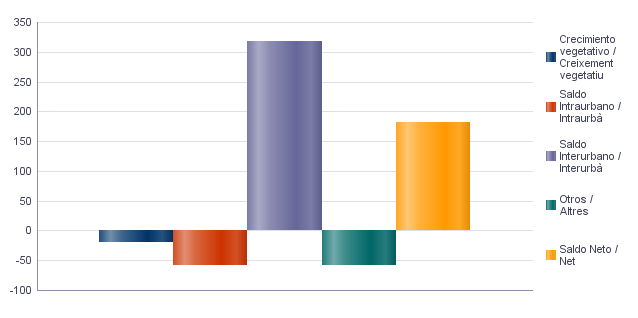 350
300
250
200
150
100
50
0
-50
-100
Crecimiento
vegetativo /
Creixement
vegetatiu
Saldo
Intraurbano /
Intraurbà
Saldo
Interurbano /
Interurbà
Otros /
Altres
Saldo Neto /
Net